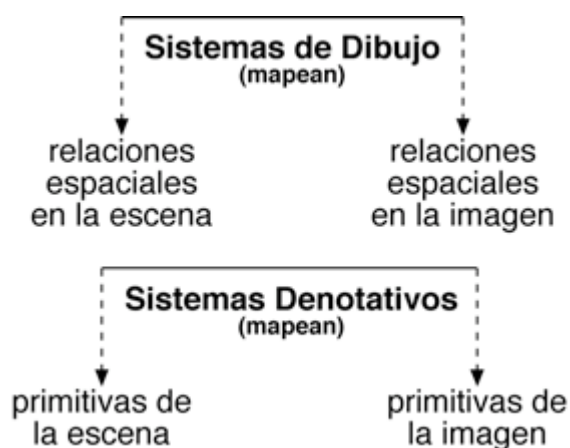 Sistemas de Dibujo
(mapean)
relaciones
espaciales
en la escena
relaciones
espaciales
en la imagen
Sistemas Denotativos
(mapean)
primitivas de
la escena
primitivas de
la imagen